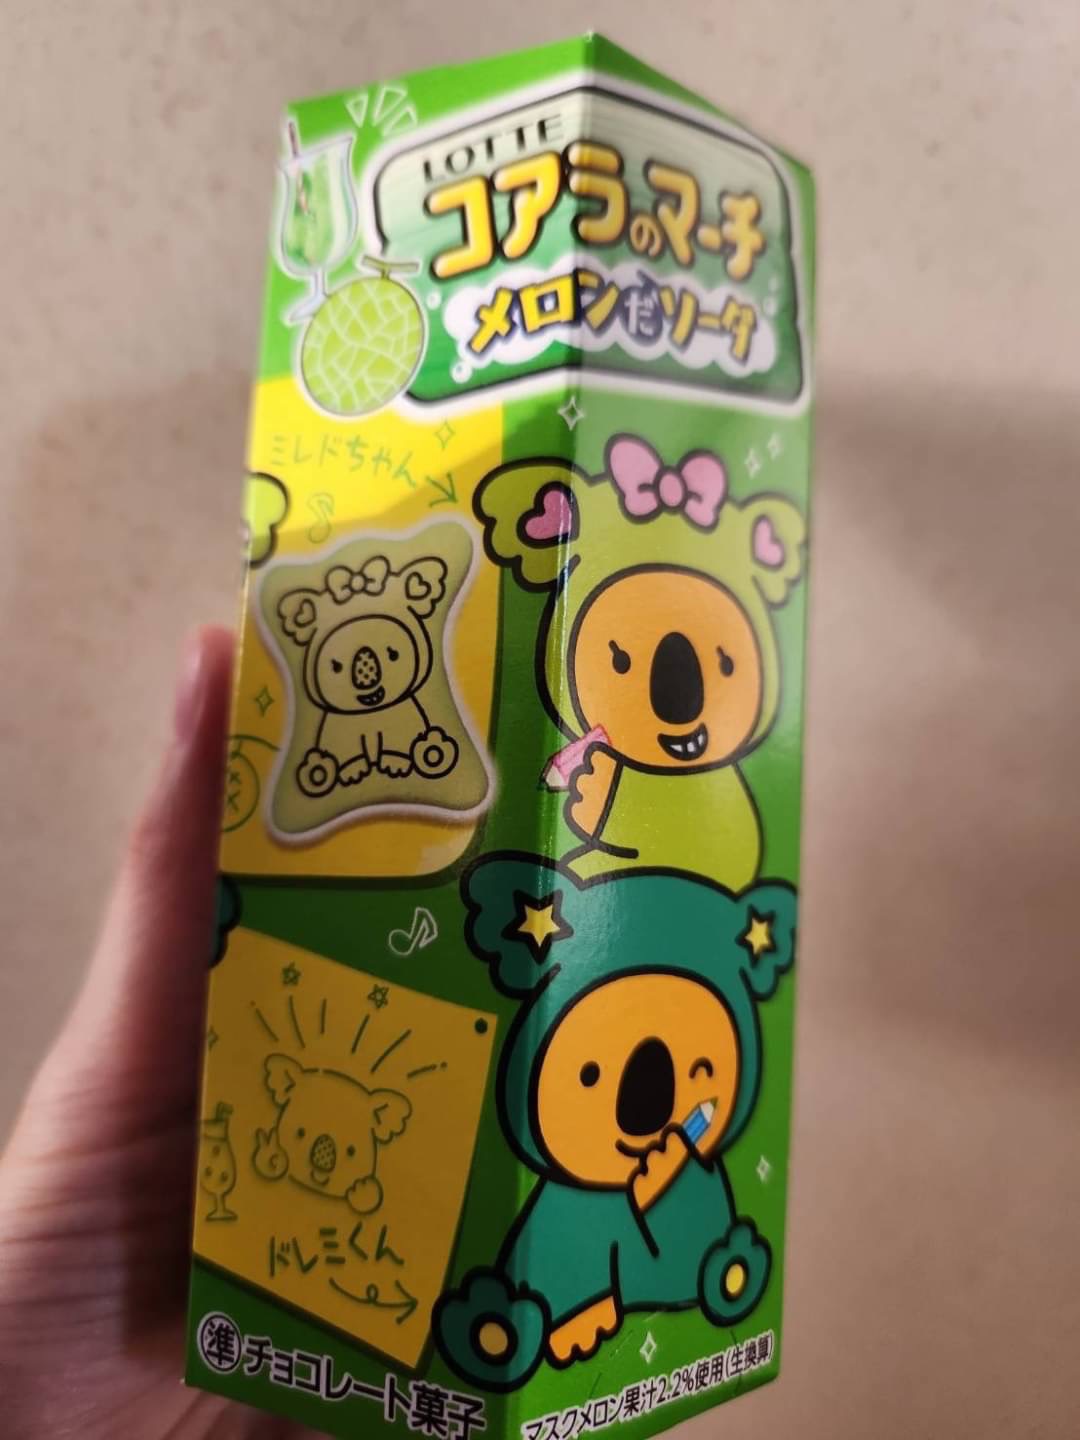 LOTTE
コアラのマーチ
メロンだソーダ
ミレドちゃん
ドレミくん
準チョコレート菓子
マスクメロン果汁2.2%使用(生換算)